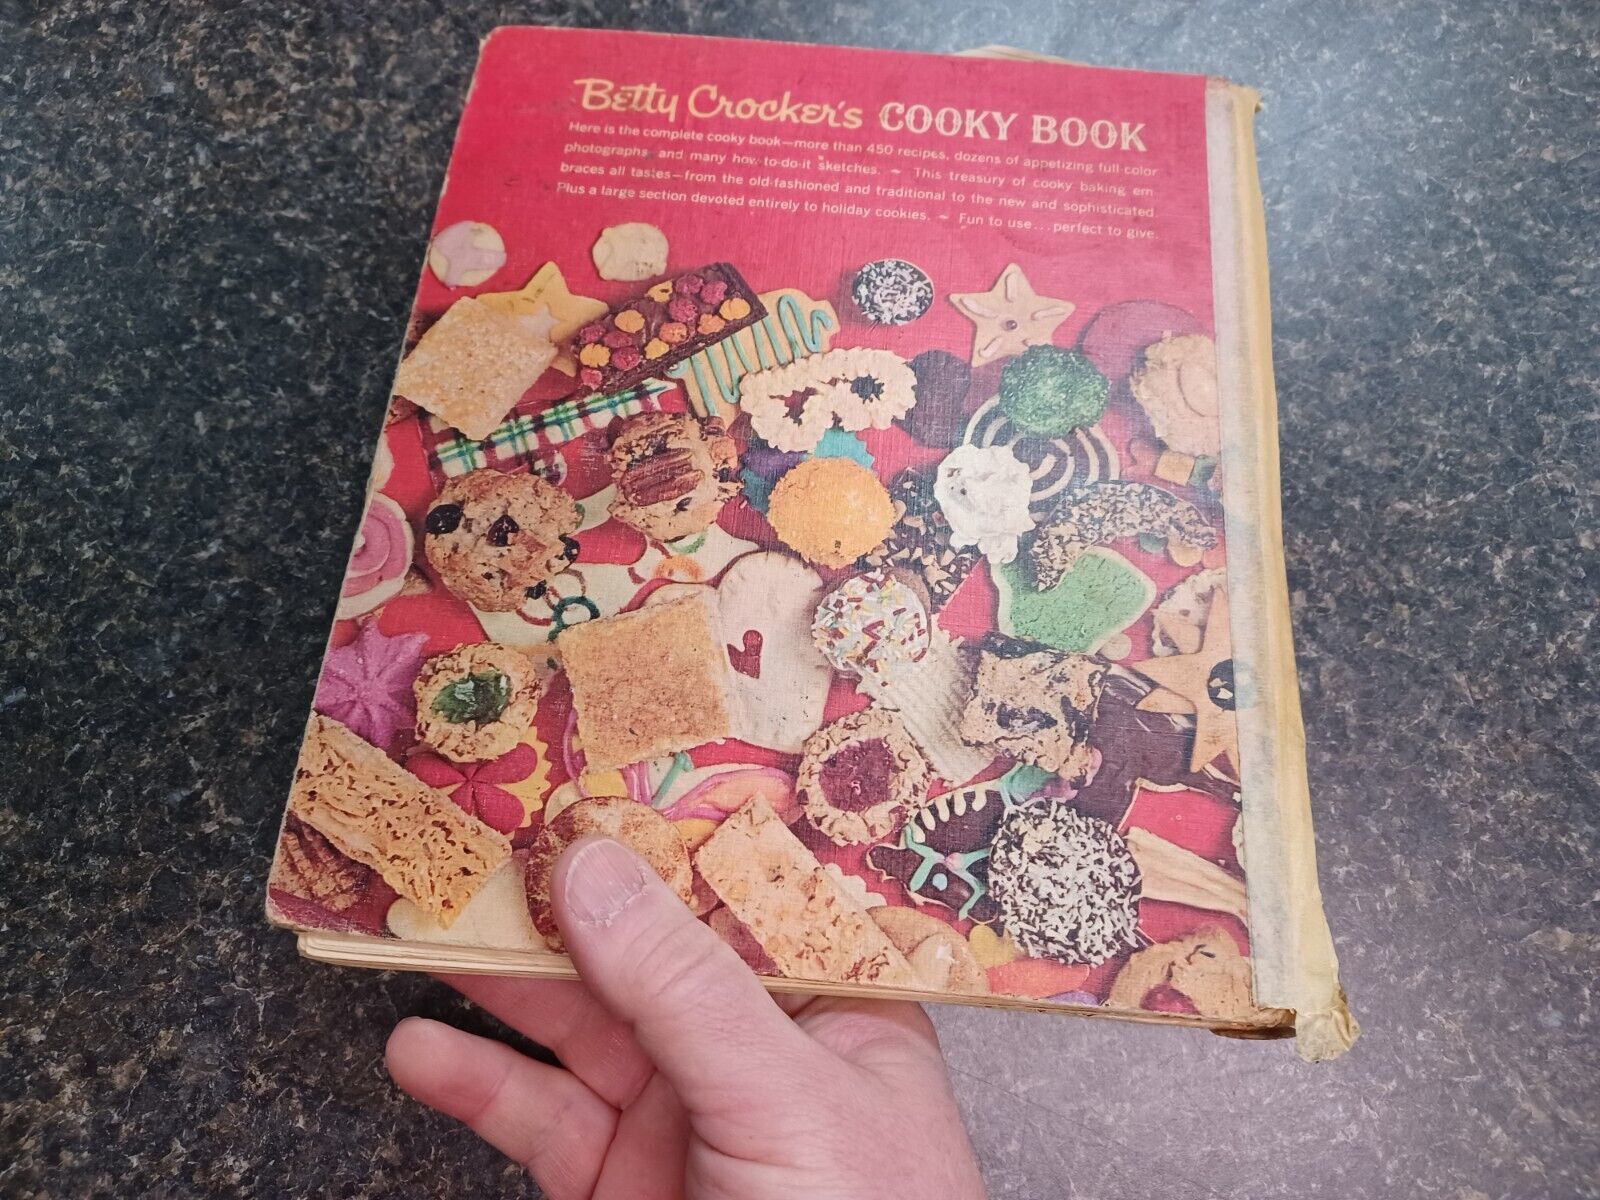 Betty Crocker's COOKY BOOK
Here is the complete cooky book—more than 450 recipes, dozens of appetizing full-color
photographs and many how-to-do-it sketches. ~ This treasury of cooky baking em
braces all tastes—from the old-fashioned and traditional to the new and sophisticated.
Plus a large section devoted entirely to holiday cookies. ~ Fun to use...perfect to give.